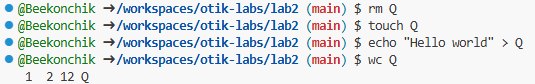 @Beekonchik ➜/workspaces/otik-labs/lab2 (main) $ rm Q
@Beekonchik ➜/workspaces/otik-labs/lab2 (main) $ touch Q
@Beekonchik ➜/workspaces/otik-labs/lab2 (main) $ echo "Hello world" > Q
@Beekonchik ➜/workspaces/otik-labs/lab2 (main) $ wc Q
 1  2 12 Q